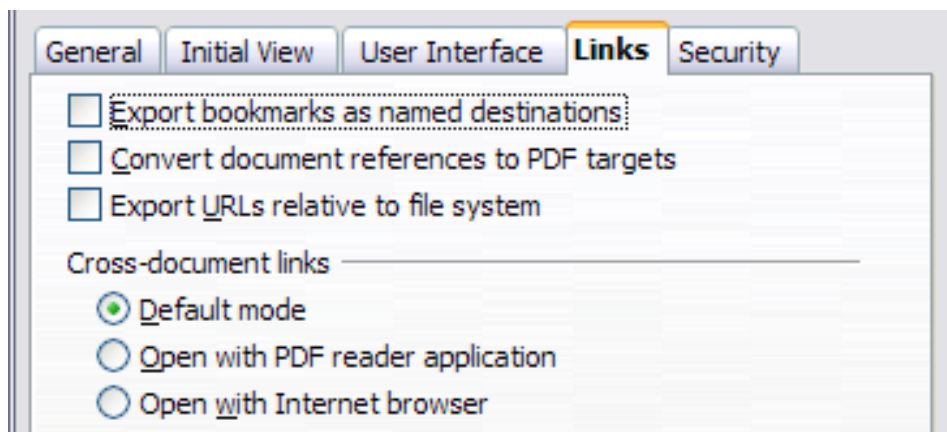 General Initial View User Interface Links Security
Export bookmarks as named destinations
Convert document references to PDF targets
Export URLs relative to file system
Cross-document links
Default mode
Open with PDF reader application
Open with Internet browser